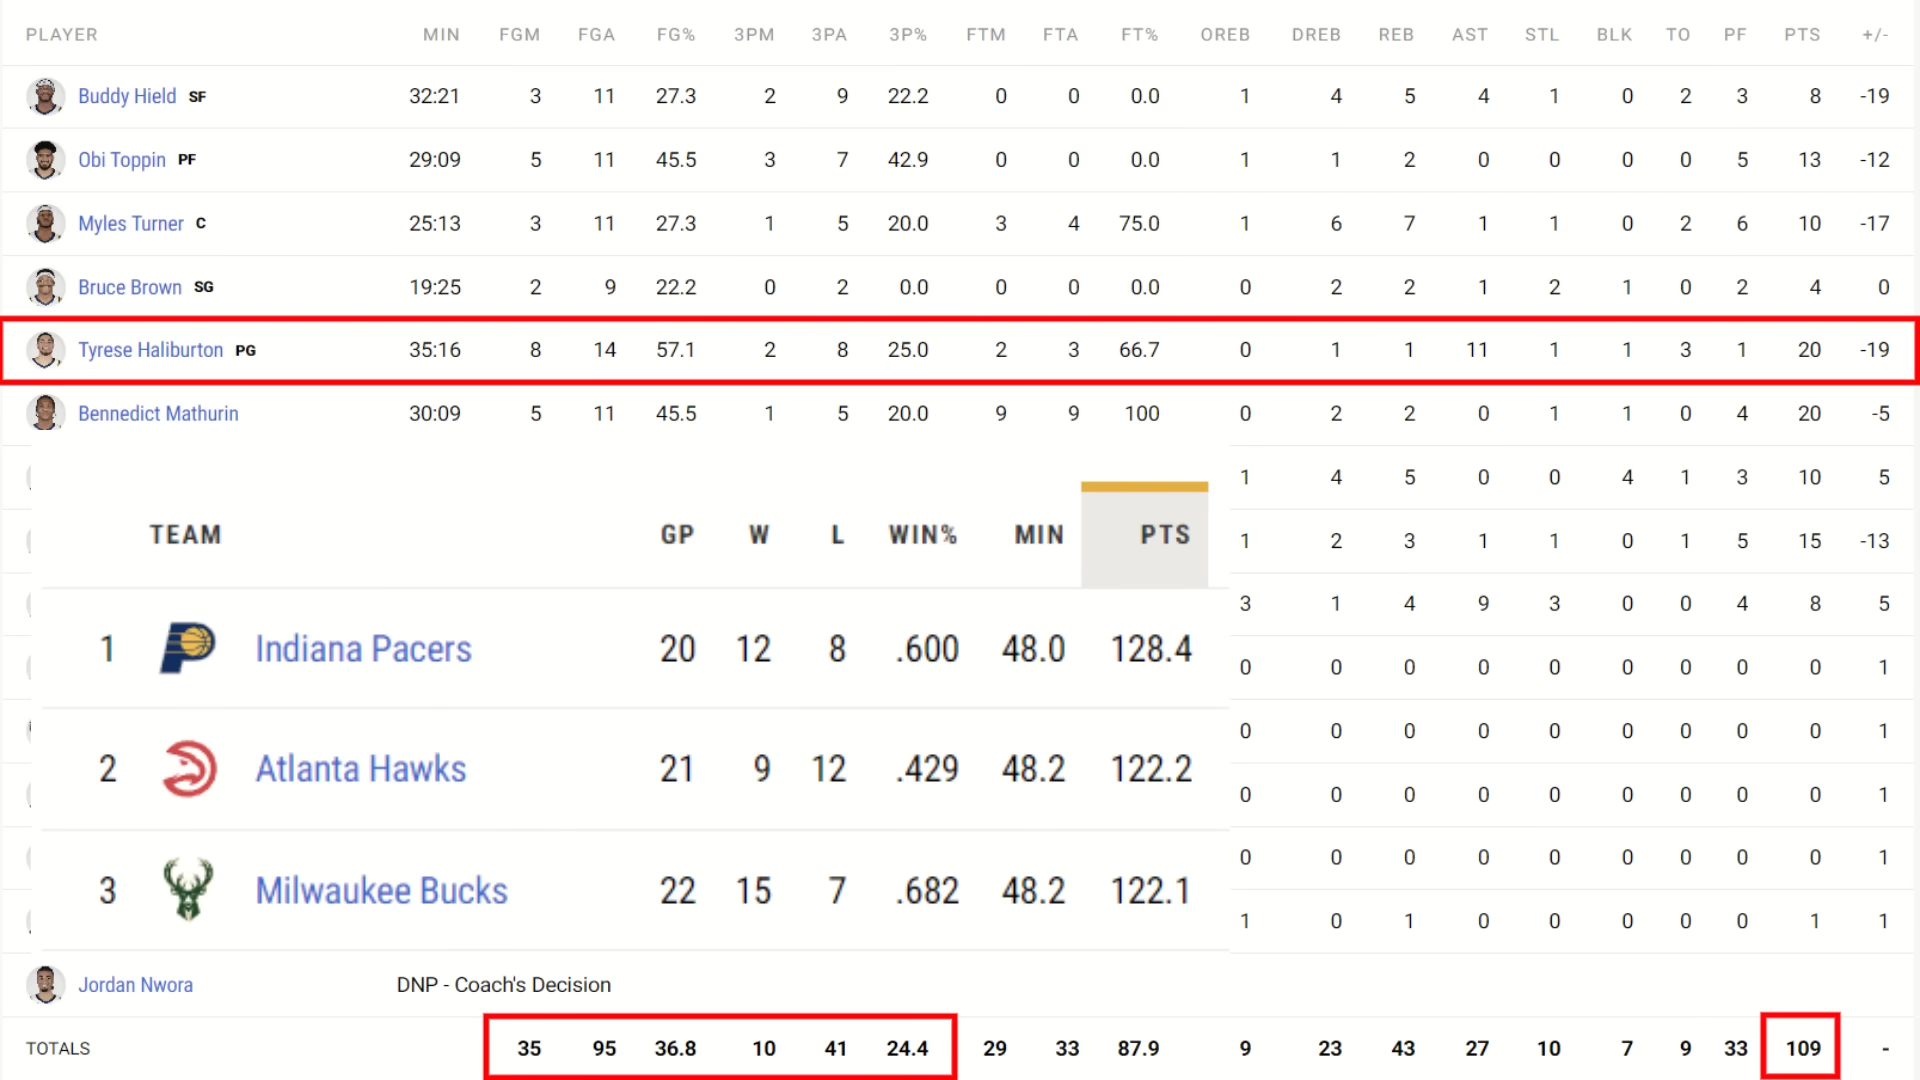 PLAYER MIN FGM FGA FG% 3PM 3PA 3P% FTM FTA FT% OREB DREB REB AST STL BLK TO PF PTS +/-
Buddy Hield SF 32:21 3 11 27.3 2 9 22.2 0 0 0.0 1 4 5 4 1 0 2 3 8 -19
Obi Toppin PF 29:09 5 11 45.5 3 7 42.9 0 0 0.0 1 1 2 0 0 0 0 5 13 -12
Myles Turner C 25:13 3 11 27.3 1 5 20.0 3 4 75.0 1 6 7 1 1 0 2 6 10 -17
Bruce Brown SG 19:25 2 9 22.2 0 2 0.0 0 0 0.0 0 2 2 1 2 1 0 2 4 0
Tyrese Haliburton PG 35:16 8 14 57.1 2 8 25.0 2 3 66.7 0 1 1 11 1 1 3 1 20 -19
Bennedict Mathurin 30:09 5 11 45.5 1 5 20.0 9 9 100 0 2 2 0 1 1 0 4 20 -5
1 4 5 0 0 4 1 3 10 5
TEAM GP W L WIN% MIN PTS
1 2 3 1 1 0 1 5 15 -13
3 1 4 9 3 0 0 4 8 5
1 Indiana Pacers 20 12 8 .600 48.0 128.4
0 0 0 0 0 0 0 0 0 1
0 0 0 0 0 0 0 0 0 1
2 Atlanta Hawks 21 9 12 .429 48.2 122.2
0 0 0 0 0 0 0 0 0 1
0 0 0 0 0 0 0 0 0 1
3 Milwaukee Bucks 22 15 7 .682 48.2 122.1
1 0 1 0 0 0 0 0 1 1
Jordan Nwora DNP - Coach's Decision
TOTALS 35 95 36.8 10 41 24.4 29 33 87.9 9 23 43 27 10 7 9 33 109 -